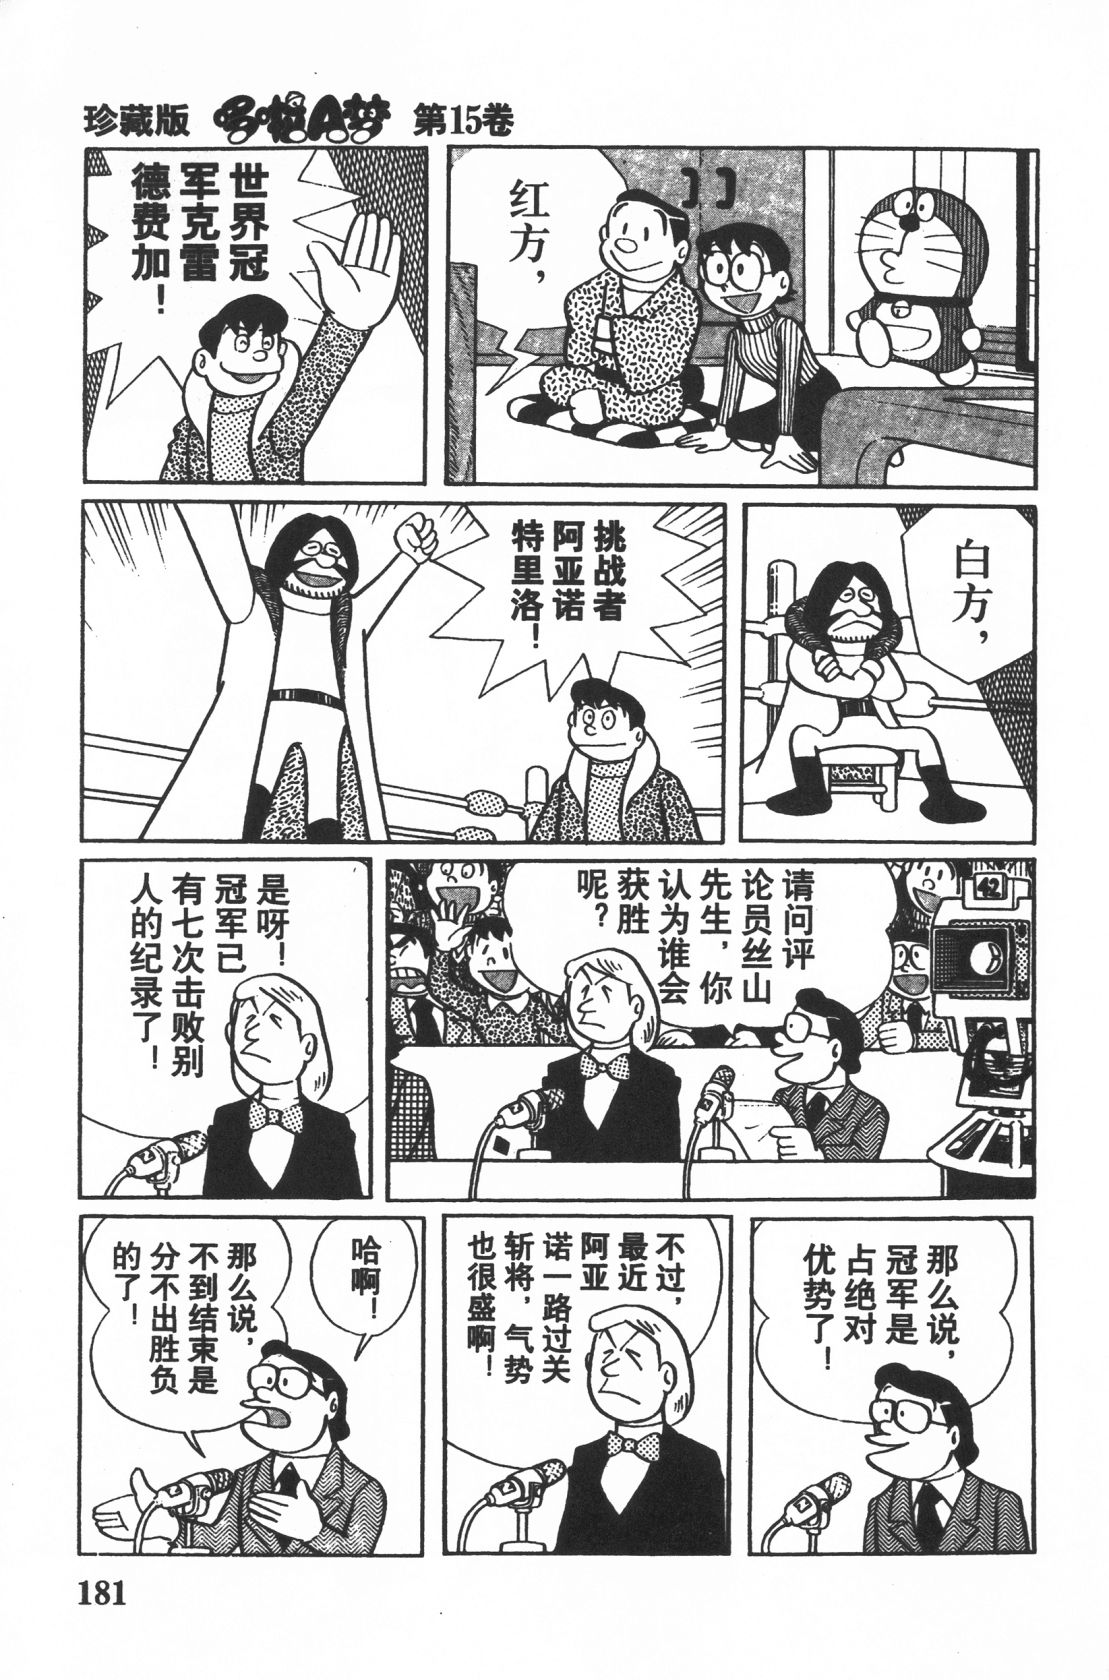 珍藏版 哆啦A梦 第15卷
红方，
世界冠
军克雷
德费加！
白方，
挑战者
阿亚诺
特里洛！
请问评
论员丝山
先生，你
认为谁会
获胜
呢？
是呀！
冠军已
有七次击败别
人的纪录了！
那么说，
冠军是
占绝对
优势了！
不过，
最近
阿亚
诺一路过关
斩将，气势
也很盛啊！
哈啊！
那么说，
不到结束是
分不出胜负
的了！
42
181